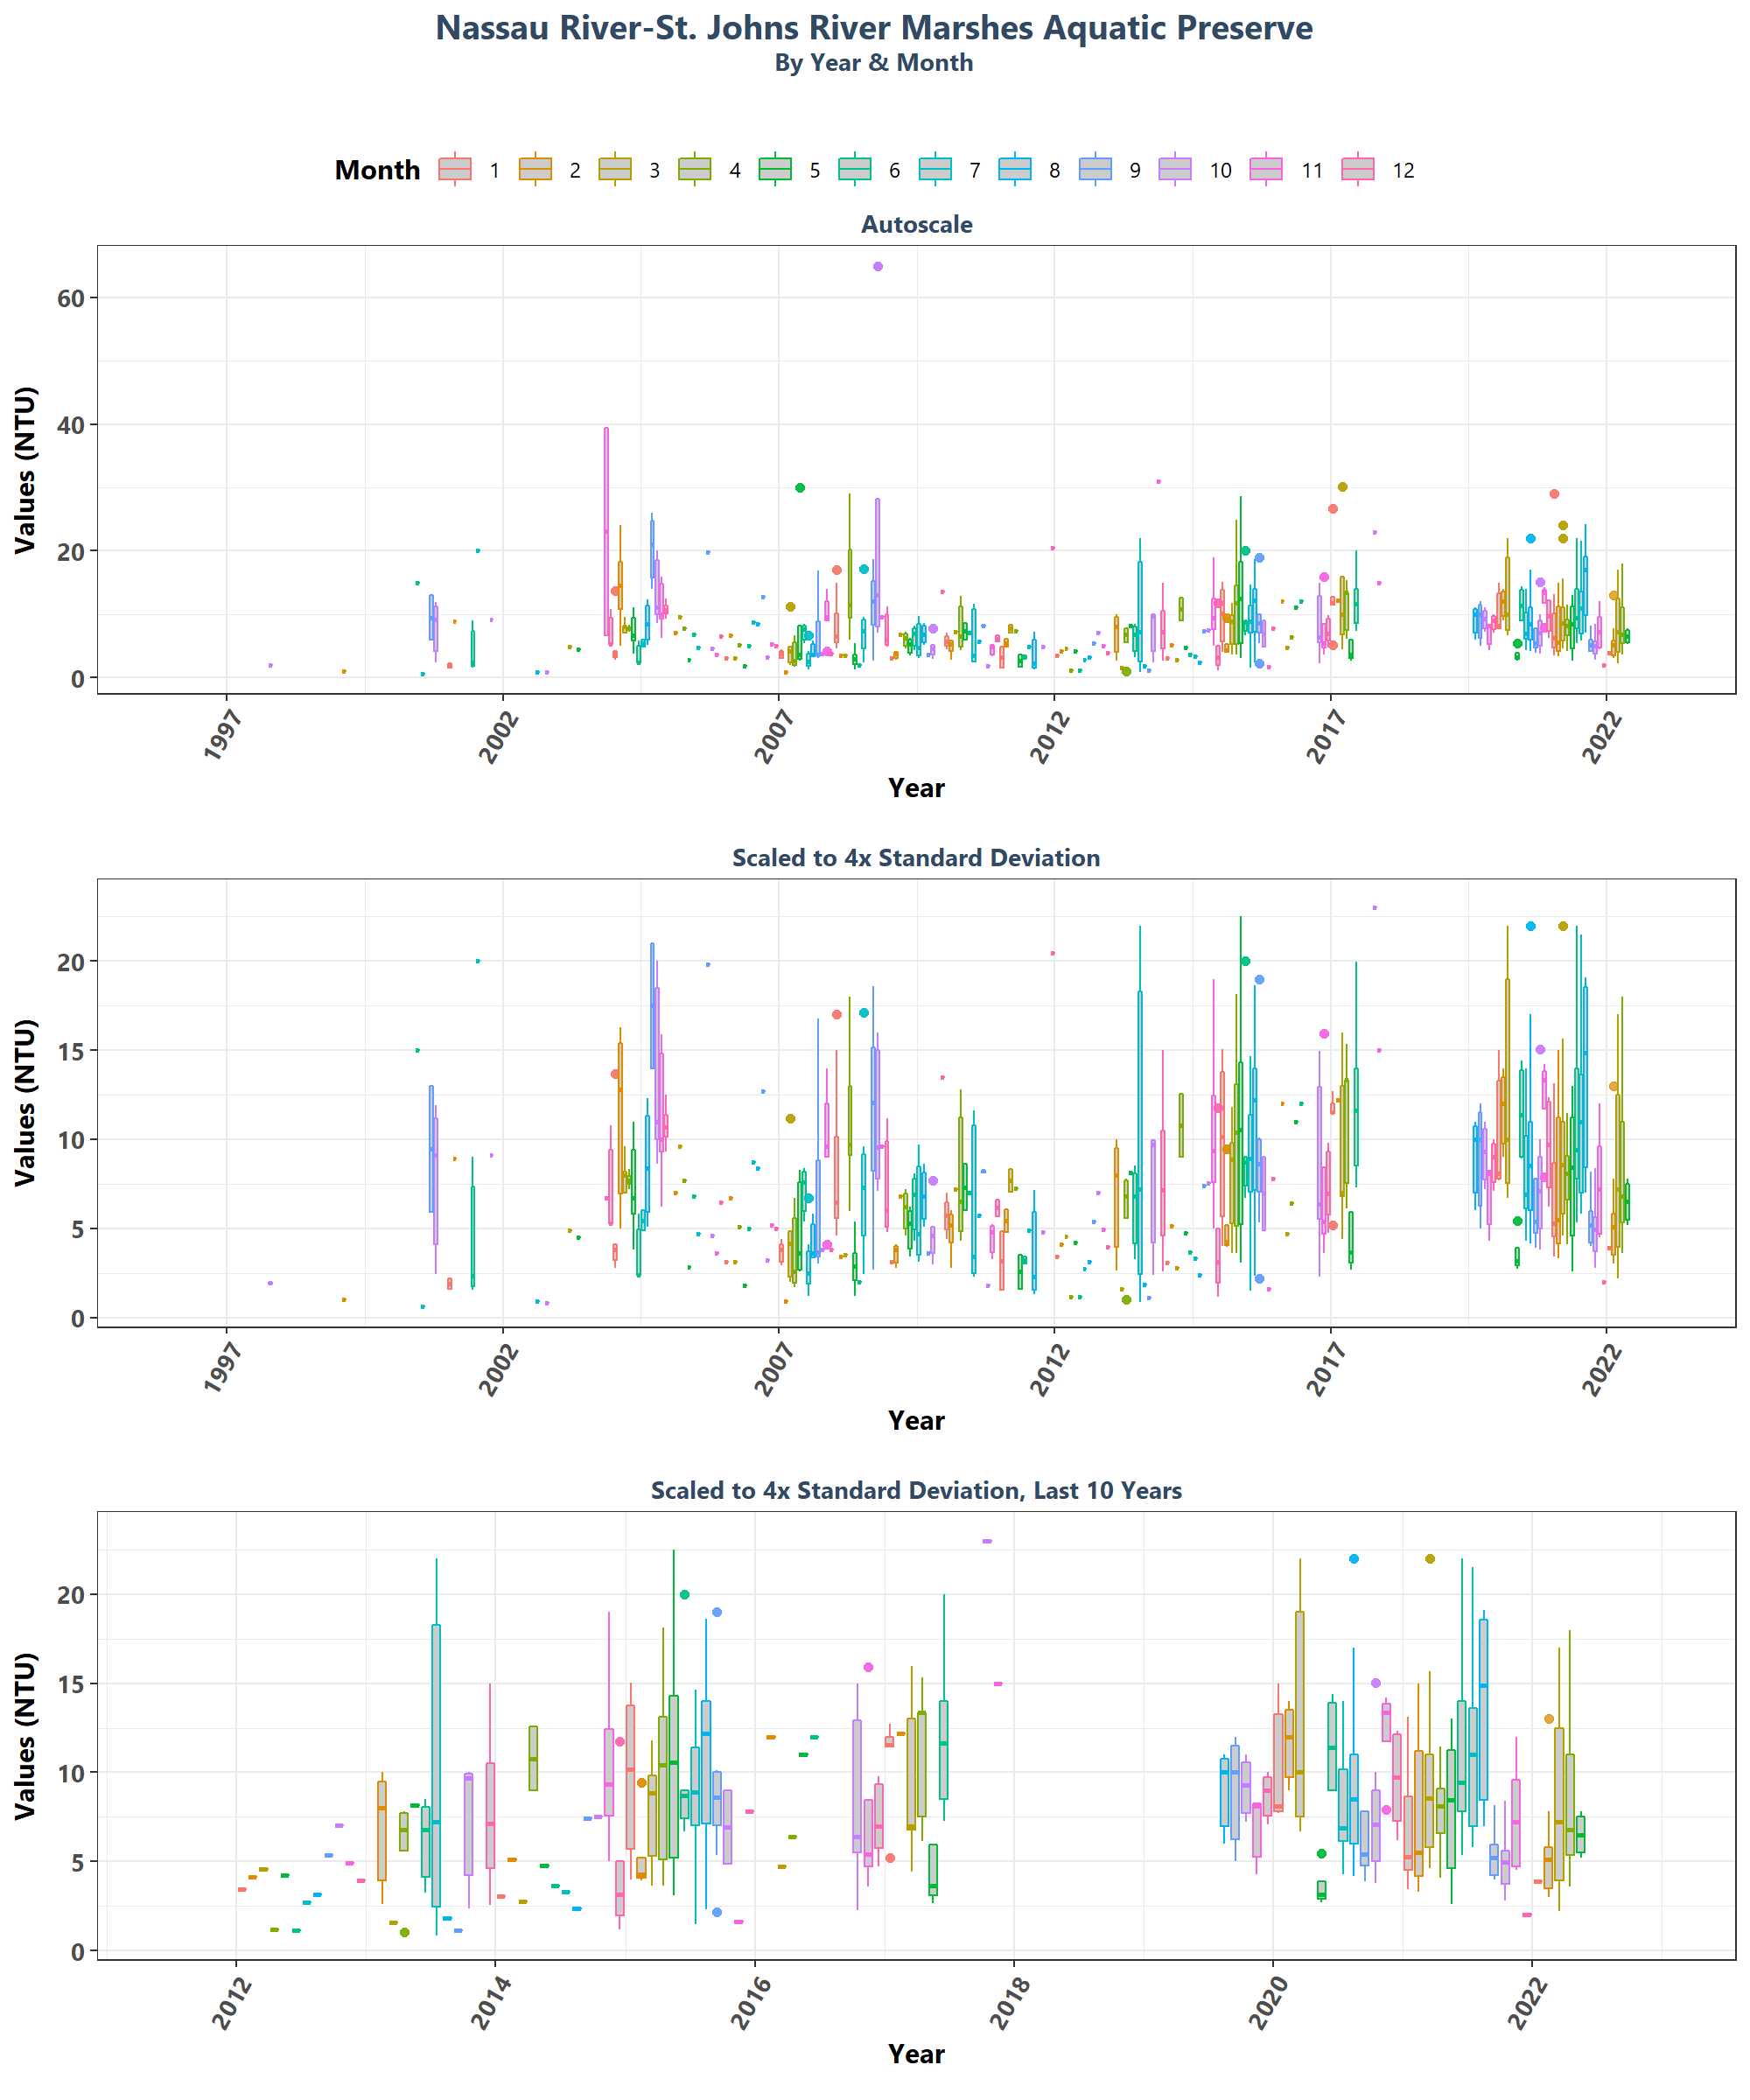 Nassau River-St. Johns River Marshes Aquatic Preserve
By Year & Month
Month 1 2 3 4 5 6 7 8 9 10 11 12
Autoscale
Values (NTU)
60
40
20
0
1997 2002 2007 2012 2017 2022
Year
Scaled to 4x Standard Deviation
Values (NTU)
20
15
10
5
0
1997 2002 2007 2012 2017 2022
Year
Scaled to 4x Standard Deviation, Last 10 Years
Values (NTU)
20
15
10
5
0
2012 2014 2016 2018 2020 2022
Year